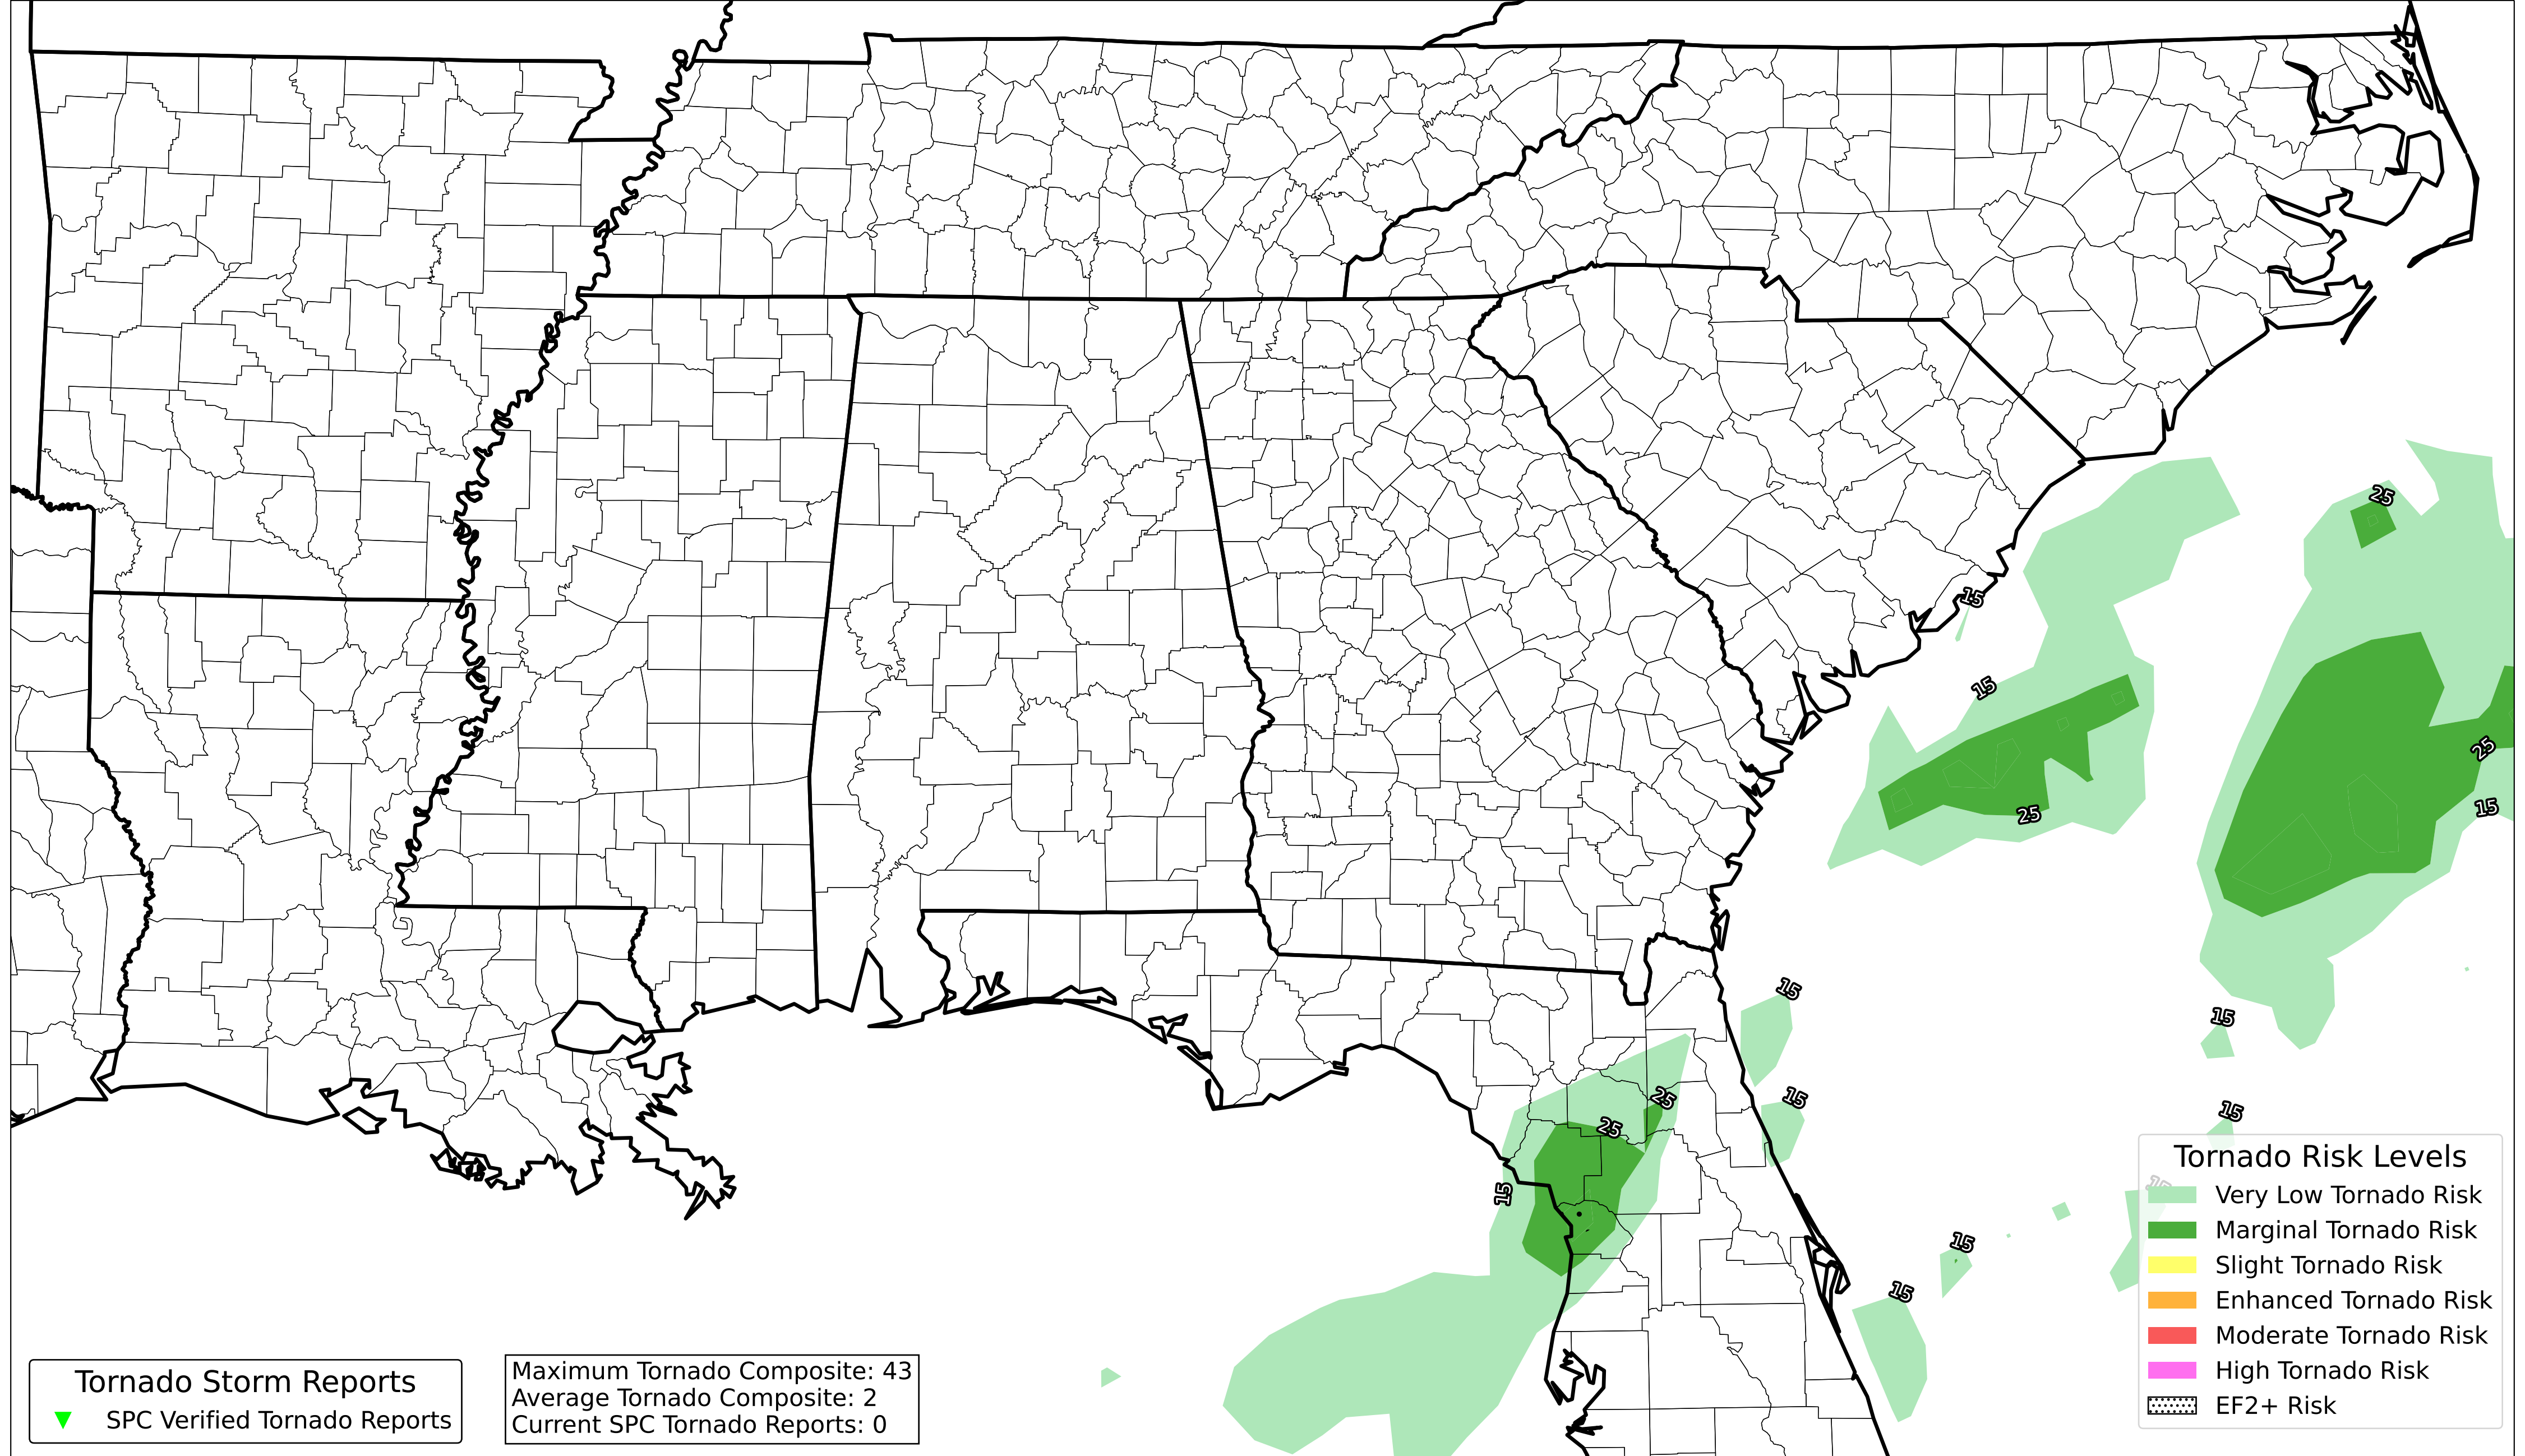 25
15
15
25
25
15
15
15
25
15
25
15
15
15
15
15
Tornado Risk Levels
Very Low Tornado Risk
Marginal Tornado Risk
Slight Tornado Risk
Enhanced Tornado Risk
Moderate Tornado Risk
High Tornado Risk
EF2+ Risk
Tornado Storm Reports
SPC Verified Tornado Reports
Maximum Tornado Composite: 43
Average Tornado Composite: 2
Current SPC Tornado Reports: 0